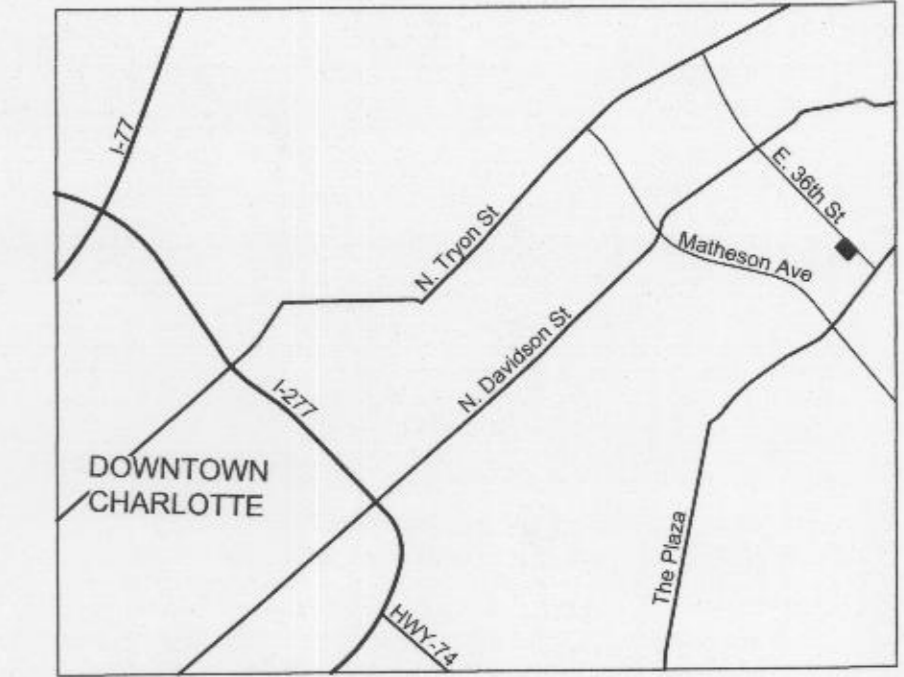 I-77
E. 36th St
N. Tryon St
Matheson Ave
N. Davidson St
I-277
DOWNTOWN
CHARLOTTE
The Plaza
HWY-74